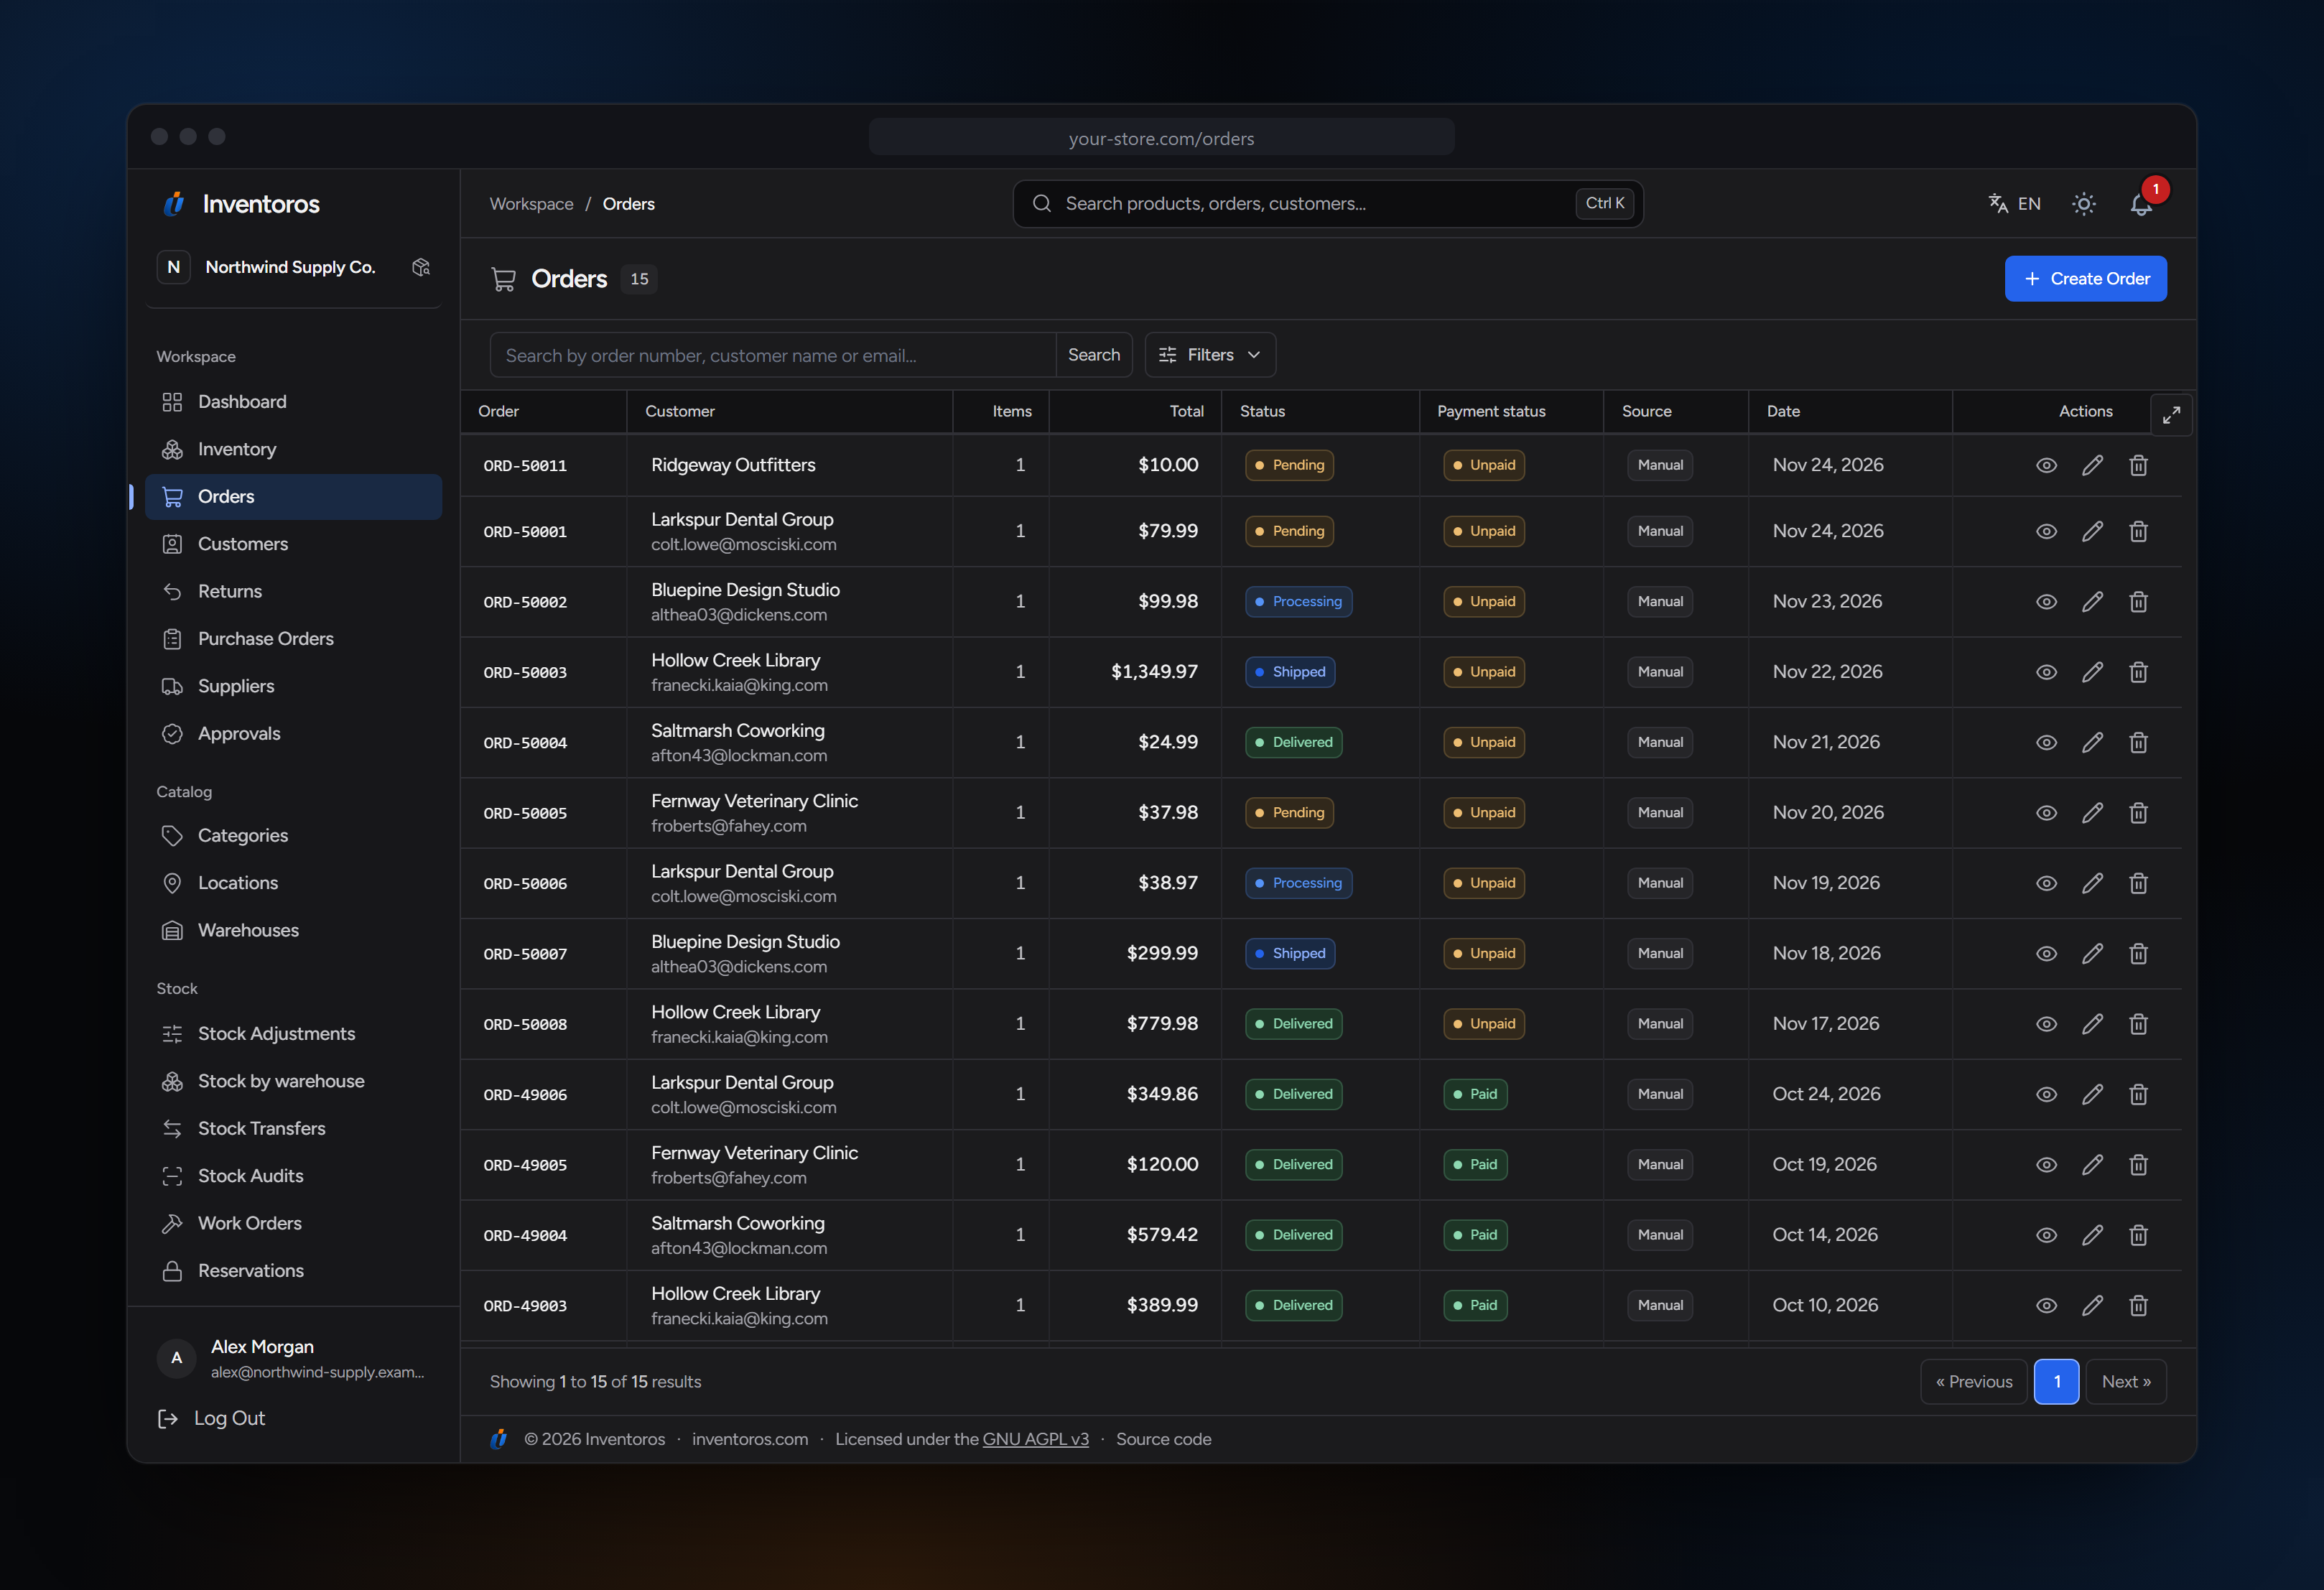 your-store.com/orders
Inventoros
Workspace / Orders
Search products, orders, customers...
Ctrl K
EN
1
N
Northwind Supply Co.
Orders 15
Create Order
Search by order number, customer name or email...
Search
Filters
Workspace
Dashboard
Inventory
Orders
Customers
Returns
Purchase Orders
Suppliers
Approvals
Catalog
Categories
Locations
Warehouses
Stock
Stock Adjustments
Stock by warehouse
Stock Transfers
Stock Audits
Work Orders
Reservations
A
Alex Morgan
alex@northwind-supply.exam...
Log Out
Order Customer Items Total Status Payment status Source Date Actions
ORD-50011 Ridgeway Outfitters 1 $10.00 Pending Unpaid Manual Nov 24, 2026
ORD-50001 Larkspur Dental Group 1 $79.99 Pending Unpaid Manual Nov 24, 2026
colt.lowe@mosciski.com
ORD-50002 Bluepine Design Studio 1 $99.98 Processing Unpaid Manual Nov 23, 2026
althea03@dickens.com
ORD-50003 Hollow Creek Library 1 $1,349.97 Shipped Unpaid Manual Nov 22, 2026
franecki.kaia@king.com
ORD-50004 Saltmarsh Coworking 1 $24.99 Delivered Unpaid Manual Nov 21, 2026
afton43@lockman.com
ORD-50005 Fernway Veterinary Clinic 1 $37.98 Pending Unpaid Manual Nov 20, 2026
froberts@fahey.com
ORD-50006 Larkspur Dental Group 1 $38.97 Processing Unpaid Manual Nov 19, 2026
colt.lowe@mosciski.com
ORD-50007 Bluepine Design Studio 1 $299.99 Shipped Unpaid Manual Nov 18, 2026
althea03@dickens.com
ORD-50008 Hollow Creek Library 1 $779.98 Delivered Unpaid Manual Nov 17, 2026
franecki.kaia@king.com
ORD-49006 Larkspur Dental Group 1 $349.86 Delivered Paid Manual Oct 24, 2026
colt.lowe@mosciski.com
ORD-49005 Fernway Veterinary Clinic 1 $120.00 Delivered Paid Manual Oct 19, 2026
froberts@fahey.com
ORD-49004 Saltmarsh Coworking 1 $579.42 Delivered Paid Manual Oct 14, 2026
afton43@lockman.com
ORD-49003 Hollow Creek Library 1 $389.99 Delivered Paid Manual Oct 10, 2026
franecki.kaia@king.com
Showing 1 to 15 of 15 results
« Previous 1 Next »
© 2026 Inventoros · inventoros.com · Licensed under the GNU AGPL v3 · Source code